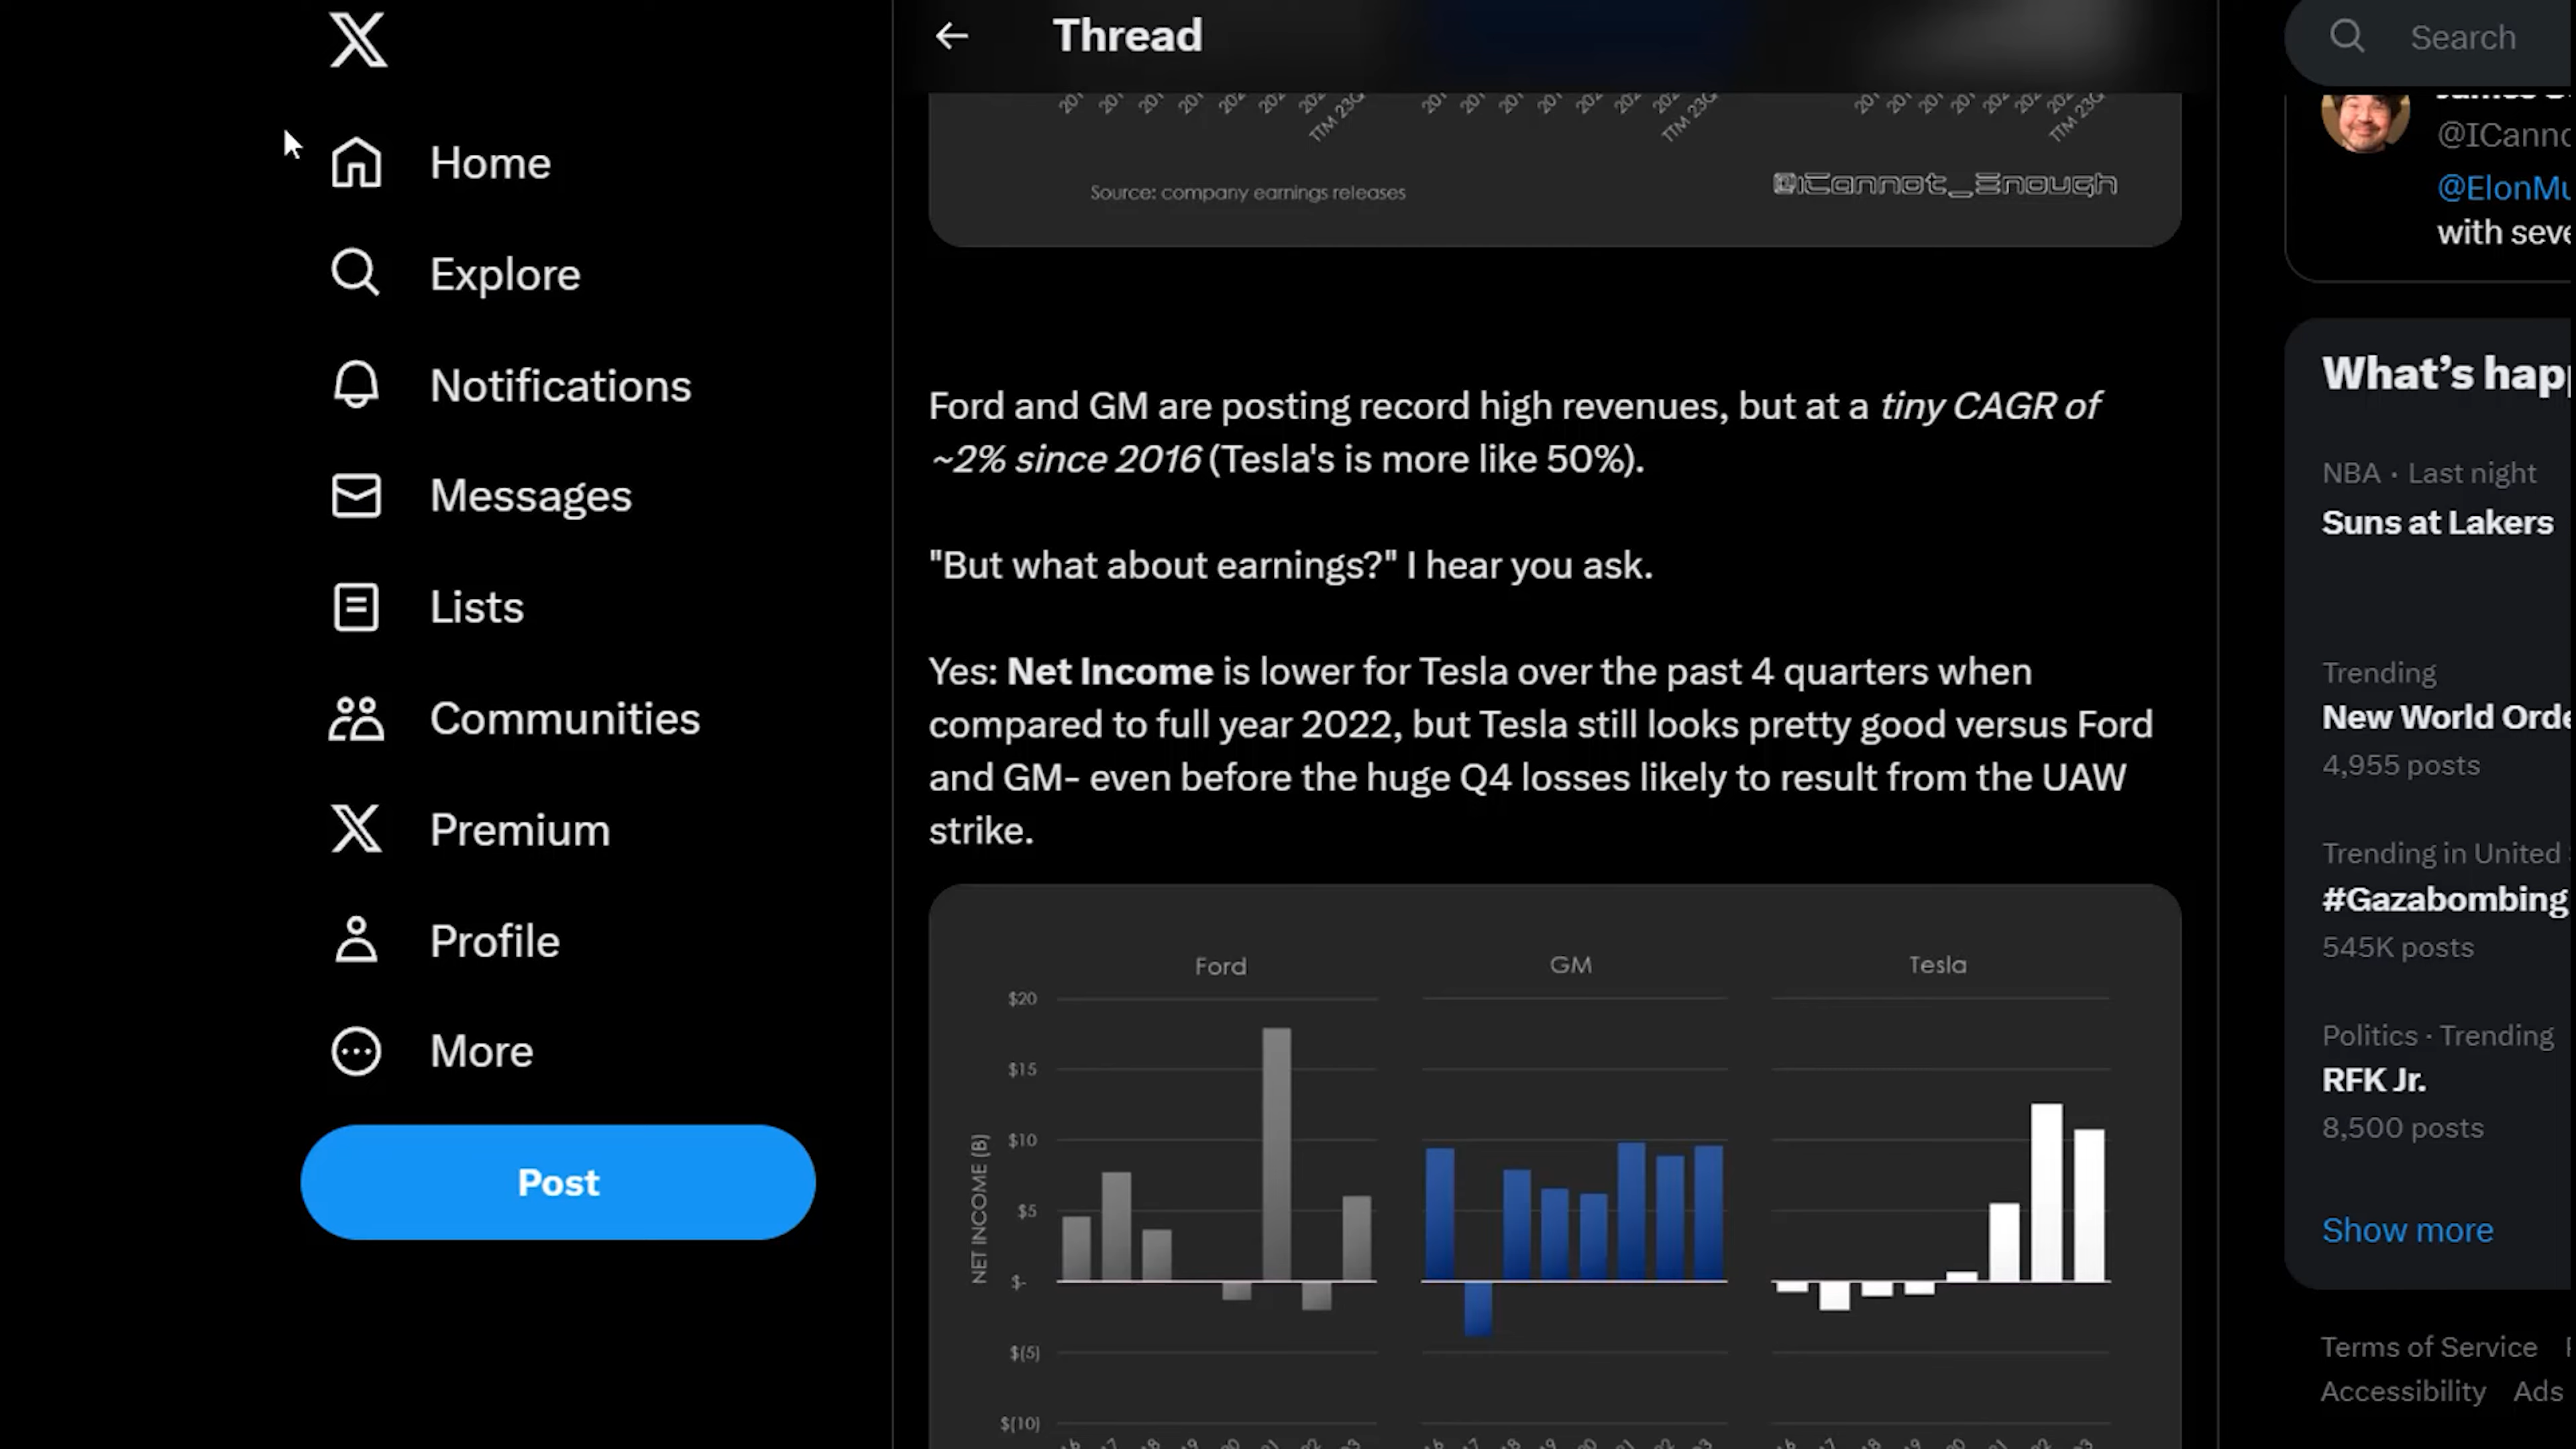 Home
Explore
Notifications
Messages
Lists
Communities
Premium
Profile
More
Post
Thread
TTM 23Q
TTM 23Q
TTM 23Q
Source: company earnings releases
@iCannot_Enough
Ford and GM are posting record high revenues, but at a tiny CAGR of
~2% since 2016 (Tesla's is more like 50%).
"But what about earnings?" I hear you ask.
Yes: Net Income is lower for Tesla over the past 4 quarters when
compared to full year 2022, but Tesla still looks pretty good versus Ford
and GM- even before the huge Q4 losses likely to result from the UAW
strike.
Ford
GM
Tesla
NET INCOME (B)
$20
$15
$10
$5
$-
$(5)
$(10)
Search
@ICanno
@ElonMu
with seve
What's happ
NBA · Last night
Suns at Lakers
Trending
New World Orde
4,955 posts
Trending in United
#Gazabombing
545K posts
Politics · Trending
RFK Jr.
8,500 posts
Show more
Terms of Service
Accessibility Ads